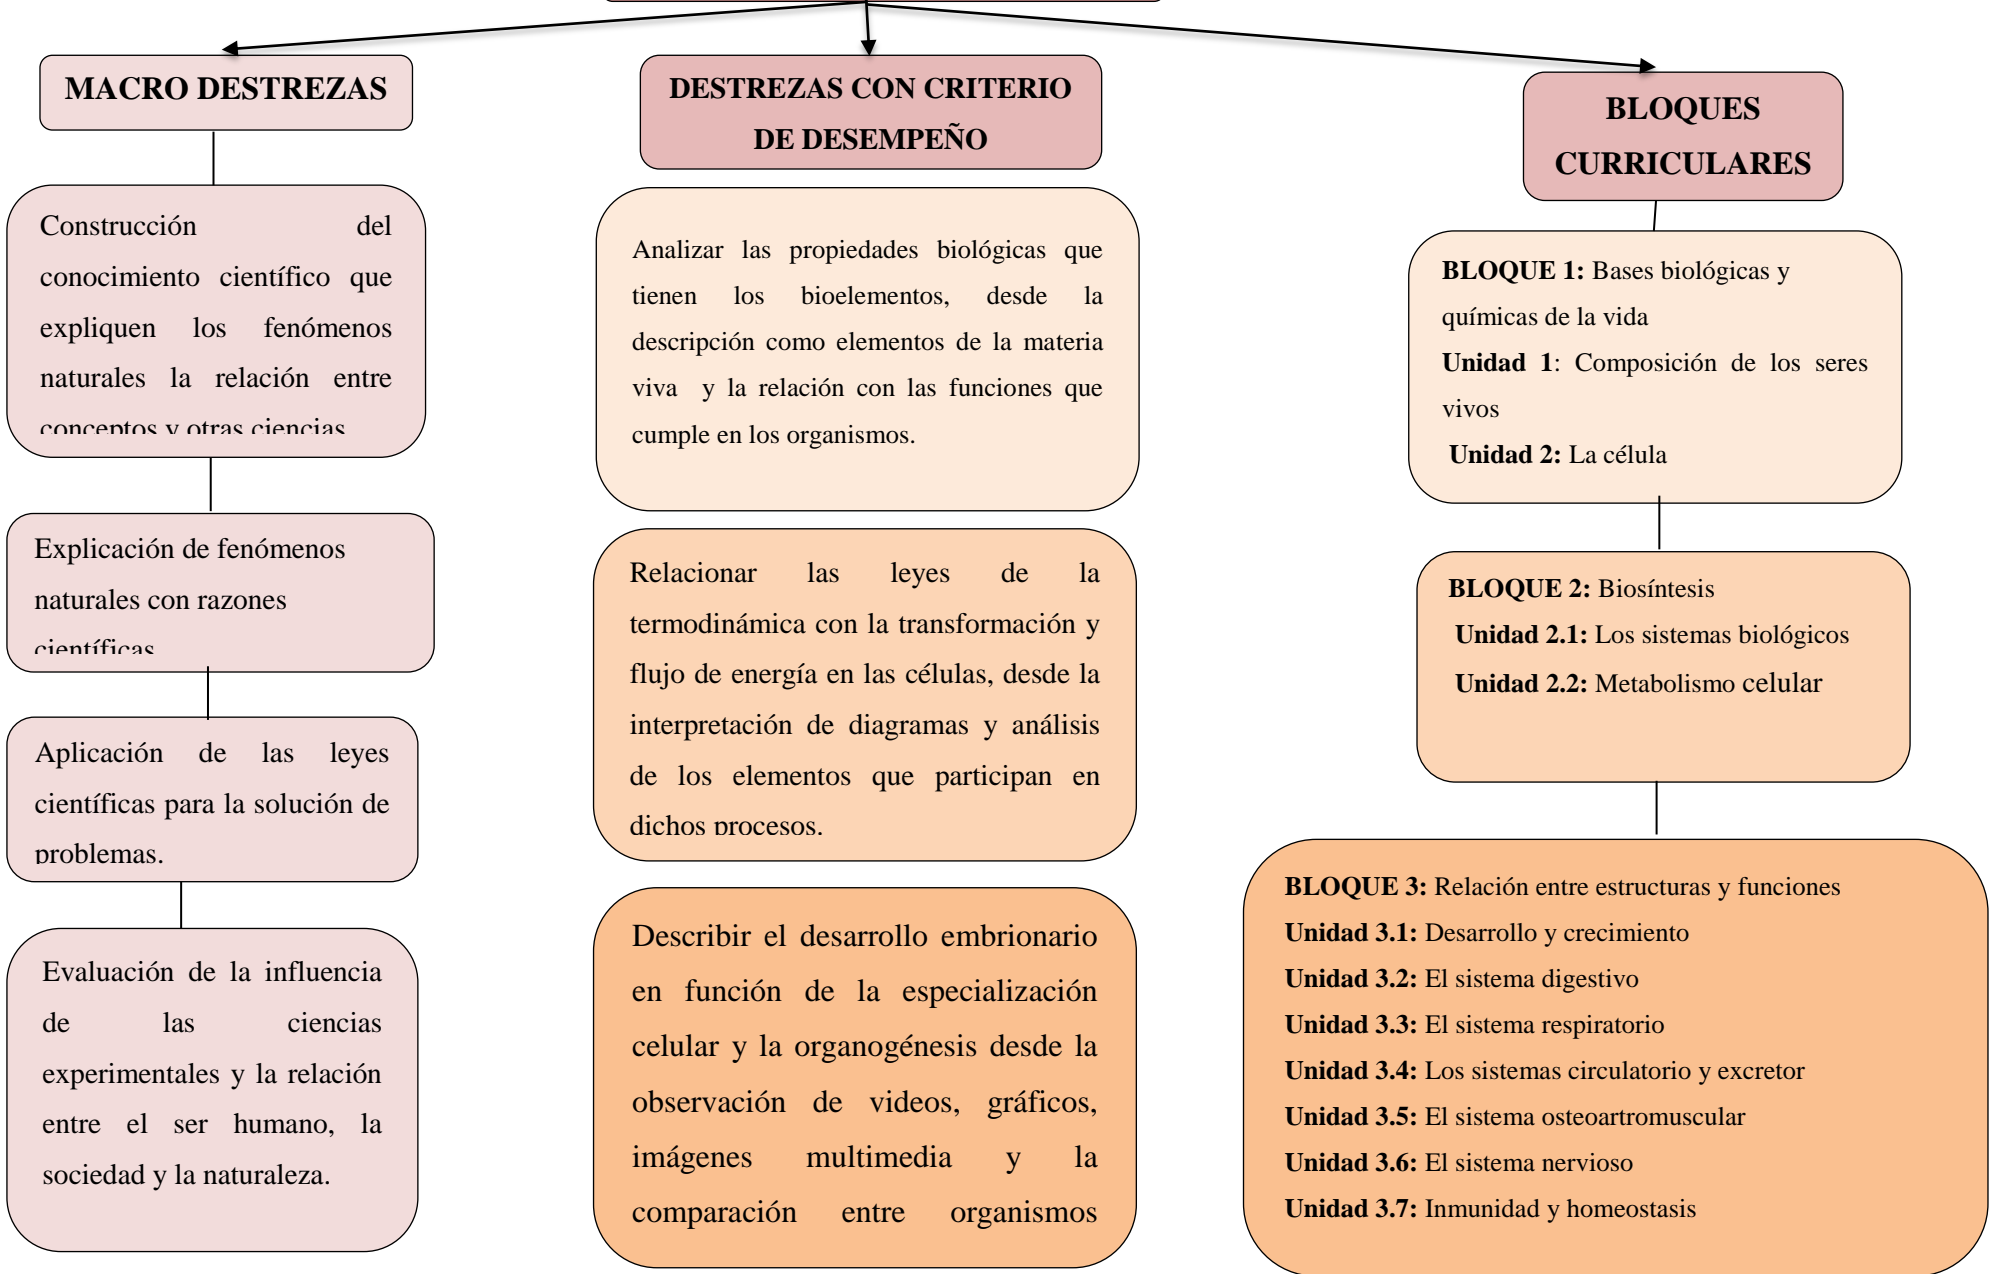 MACRO DESTREZAS
Construcción del
conocimiento científico que
expliquen los fenómenos
naturales la relación entre
conceptos y otras ciencias
Explicación de fenómenos
naturales con razones
científicas
Aplicación de las leyes
científicas para la solución de
problemas.
Evaluación de la influencia
de las ciencias
experimentales y la relación
entre el ser humano, la
sociedad y la naturaleza.
DESTREZAS CON CRITERIO
DE DESEMPEÑO
Analizar las propiedades biológicas que
tienen los bioelementos, desde la
descripción como elementos de la materia
viva y la relación con las funciones que
cumple en los organismos.
Relacionar las leyes de la
termodinámica con la transformación y
flujo de energía en las células, desde la
interpretación de diagramas y análisis
de los elementos que participan en
dichos procesos.
Describir el desarrollo embrionario
en función de la especialización
celular y la organogénesis desde la
observación de videos, gráficos,
imágenes multimedia y la
comparación entre organismos
BLOQUES
CURRICULARES
BLOQUE 1: Bases biológicas y
químicas de la vida
Unidad 1: Composición de los seres
vivos
Unidad 2: La célula
BLOQUE 2: Biosíntesis
Unidad 2.1: Los sistemas biológicos
Unidad 2.2: Metabolismo celular
BLOQUE 3: Relación entre estructuras y funciones
Unidad 3.1: Desarrollo y crecimiento
Unidad 3.2: El sistema digestivo
Unidad 3.3: El sistema respiratorio
Unidad 3.4: Los sistemas circulatorio y excretor
Unidad 3.5: El sistema osteoartromuscular
Unidad 3.6: El sistema nervioso
Unidad 3.7: Inmunidad y homeostasis